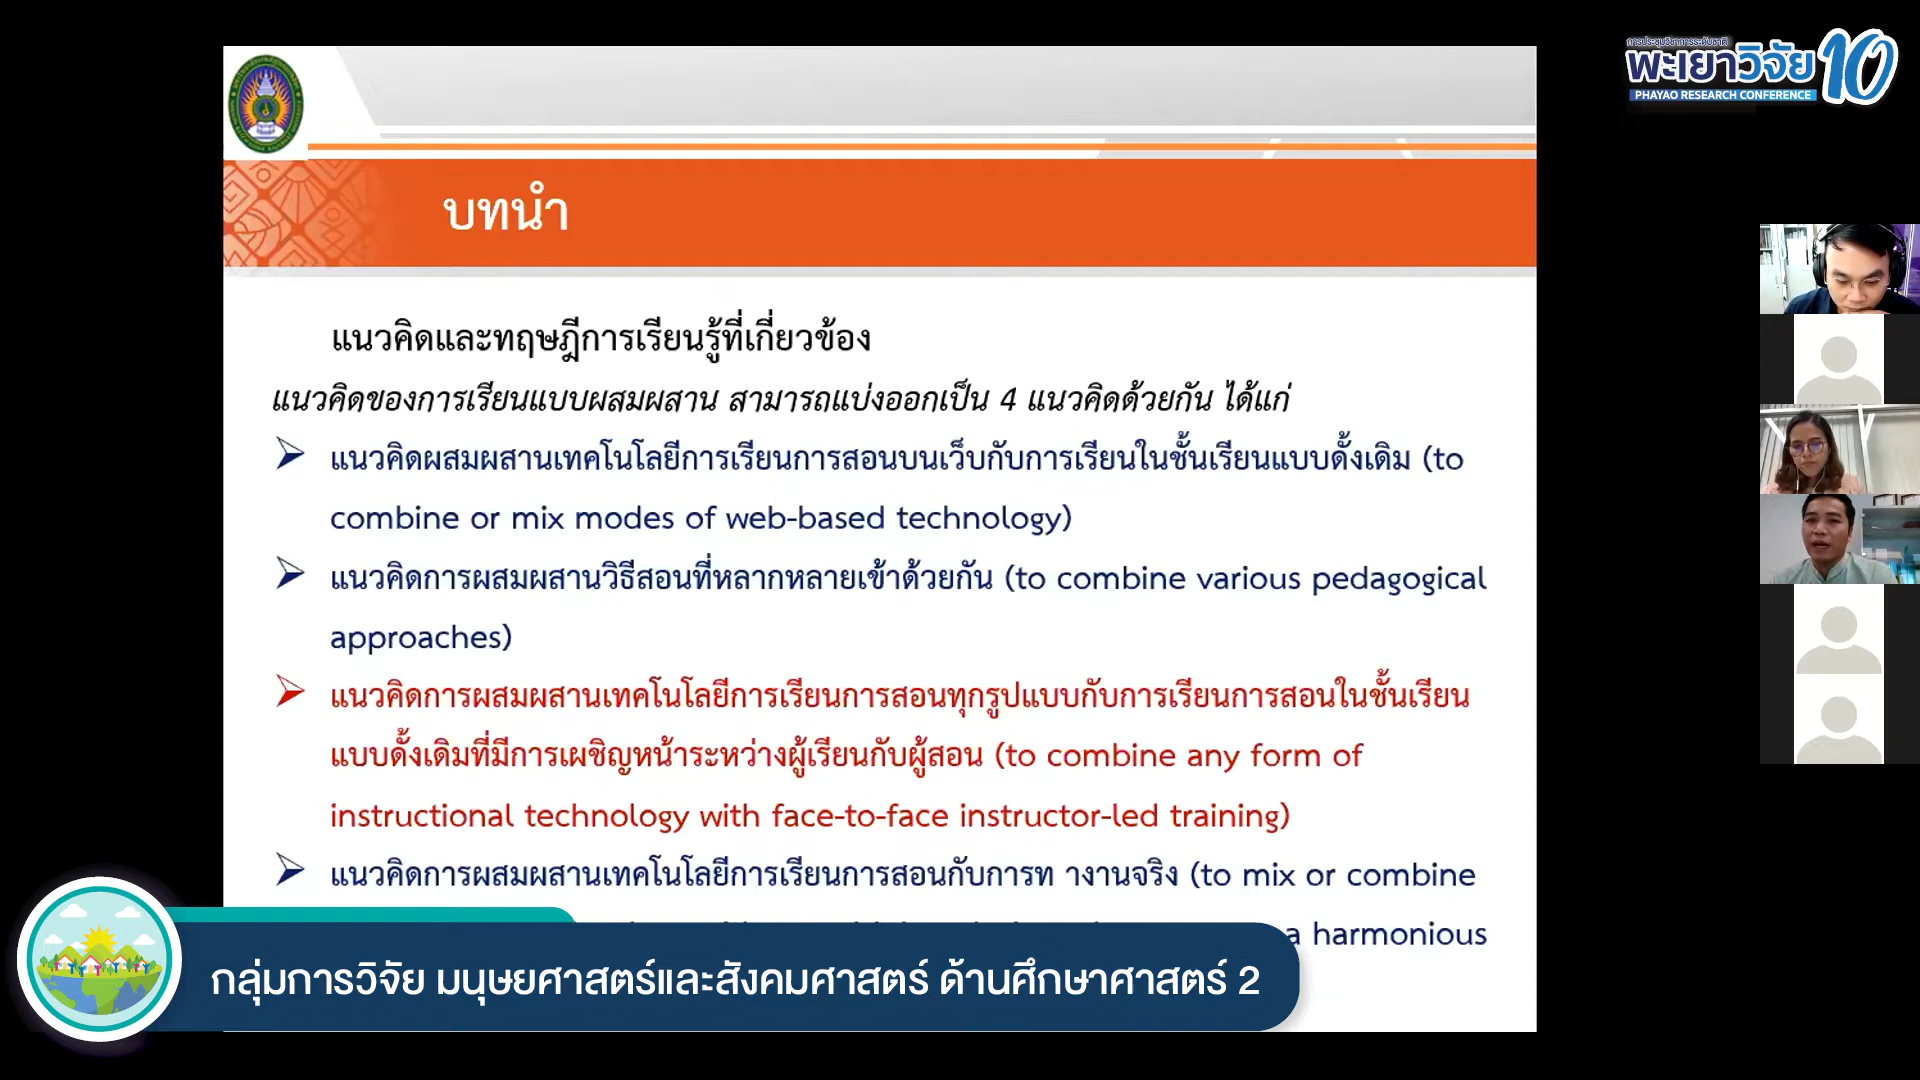 การประชุมวิชาการระดับชาติ
พะเยาวิจัย 10
PHAYAO RESEARCH CONFERENCE
บทนำ
แนวคิดและทฤษฎีการเรียนรู้ที่เกี่ยวข้อง
แนวคิดของการเรียนแบบผสมผสาน สามารถแบ่งออกเป็น 4 แนวคิดด้วยกัน ได้แก่
แนวคิดผสมผสานเทคโนโลยีการเรียนการสอนบนเว็บกับการเรียนในชั้นเรียนแบบดั้งเดิม (to
combine or mix modes of web-based technology)
แนวคิดการผสมผสานวิธีสอนที่หลากหลายเข้าด้วยกัน (to combine various pedagogical
approaches)
แนวคิดการผสมผสานเทคโนโลยีการเรียนการสอนทุกรูปแบบกับการเรียนการสอนในชั้นเรียน
แบบดั้งเดิมที่มีการเผชิญหน้าระหว่างผู้เรียนกับผู้สอน (to combine any form of
instructional technology with face-to-face instructor-led training)
แนวคิดการผสมผสานเทคโนโลยีการเรียนการสอนกับการท างานจริง (to mix or combine
a harmonious
กลุ่มการวิจัย มนุษยศาสตร์และสังคมศาสตร์ ด้านศึกษาศาสตร์ 2